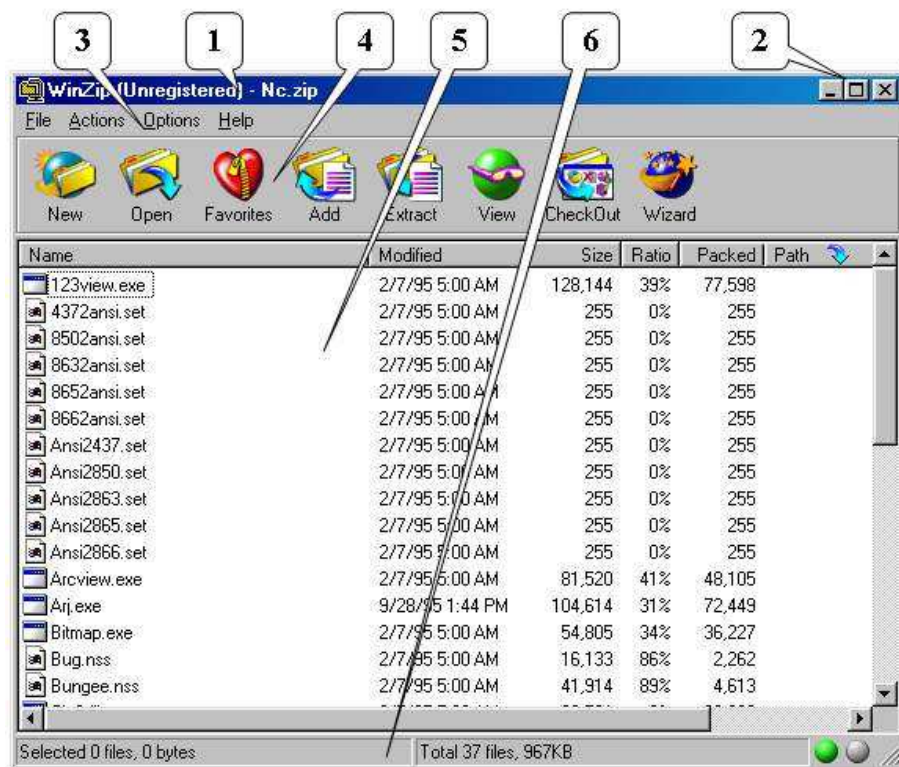 3 1 4 5 6 2
WinZip (Unregistered) - Nc.zip
File Actions Options Help
New Open Favorites Add Extract View CheckOut Wizard
Name Modified Size Ratio Packed Path
123view.exe 2/7/95 5:00 AM 128,144 39% 77,598
4372ansi.set 2/7/95 5:00 AM 255 0% 255
8502ansi.set 2/7/95 5:00 AM 255 0% 255
8632ansi.set 2/7/95 5:00 AM 255 0% 255
8652ansi.set 2/7/95 5:00 AM 255 0% 255
8662ansi.set 2/7/95 5:00 AM 255 0% 255
Ansi2437.set 2/7/95 5:00 AM 255 0% 255
Ansi2850.set 2/7/95 5:00 AM 255 0% 255
Ansi2863.set 2/7/95 5:00 AM 255 0% 255
Ansi2865.set 2/7/95 5:00 AM 255 0% 255
Ansi2866.set 2/7/95 5:00 AM 255 0% 255
Arcview.exe 2/7/95 5:00 AM 81,520 41% 48,105
Arj.exe 9/28/95 1:44 PM 104,614 31% 72,449
Bitmap.exe 2/7/95 5:00 AM 54,805 34% 36,227
Bug.nss 2/7/95 5:00 AM 16,133 86% 2,262
Bungee.nss 2/7/95 5:00 AM 41,914 89% 4,613
Selected 0 files, 0 bytes Total 37 files, 967KB